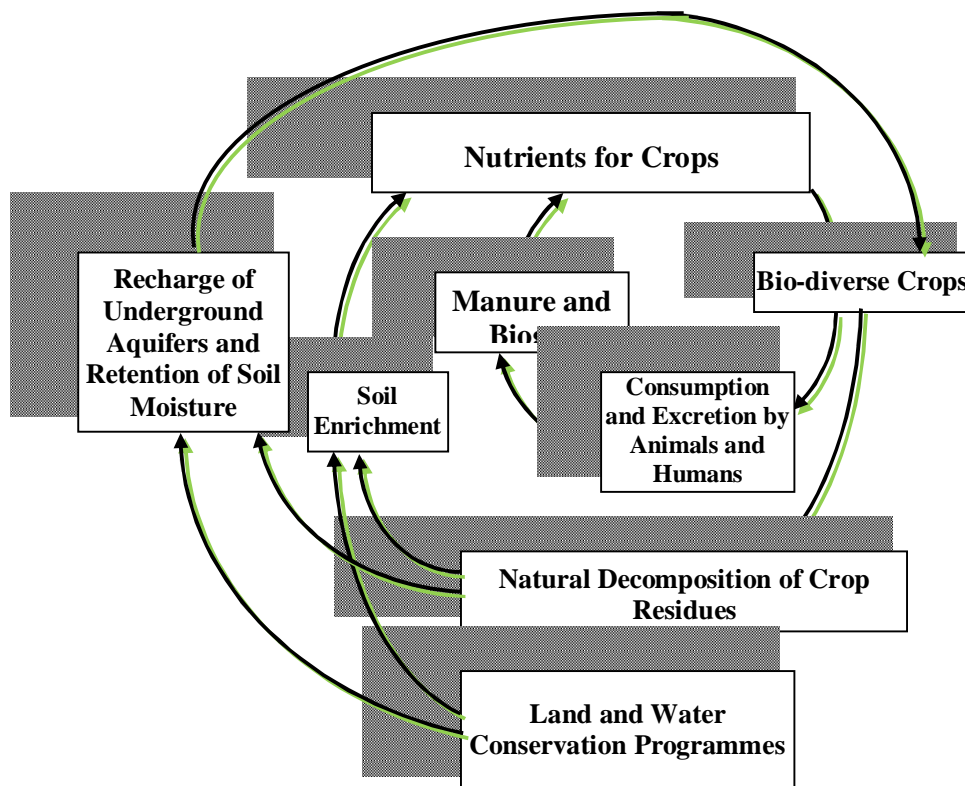 Nutrients for Crops
Recharge of
Underground
Aquifers and
Retention of Soil
Moisture
Manure and
Bio-diverse Crops
Soil
Enrichment
Consumption
and Excretion by
Animals and
Humans
Natural Decomposition of Crop
Residues
Land and Water
Conservation Programmes